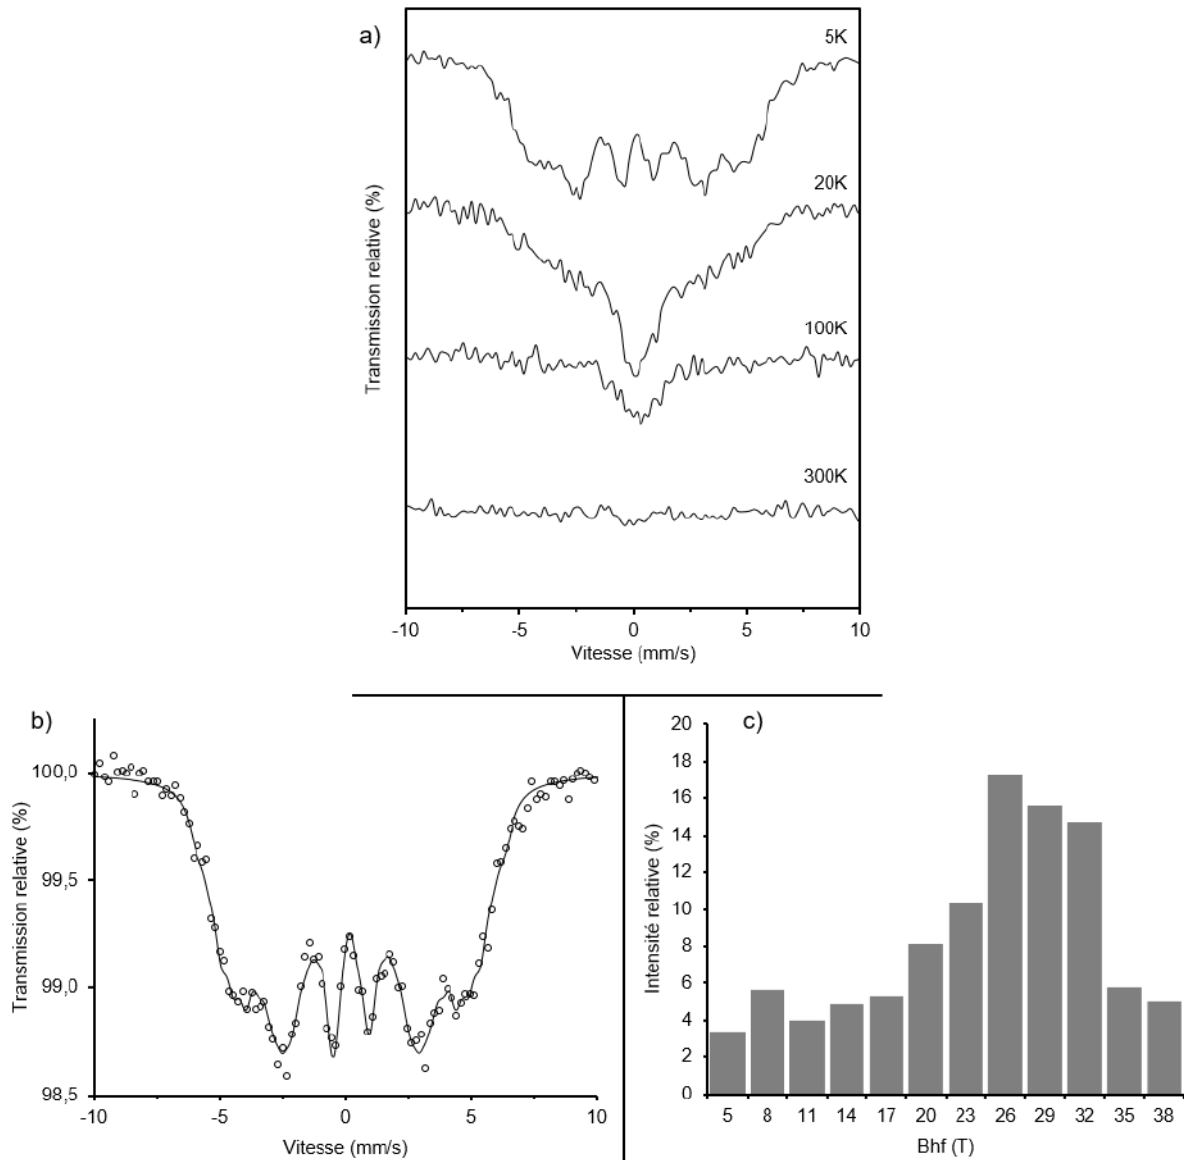 a)
5K
20K
100K
300K
Transmission relative (%)
-10 -5 0 5 10
Vitesse (mm/s)
b)
100,0
99,5
99,0
98,5
Transmission relative (%)
-10 -5 0 5 10
Vitesse (mm/s)
c)
20
18
16
14
12
10
8
6
4
2
0
Intensité relative (%)
5 8 11 14 17 20 23 26 29 32 35 38
Bhf (T)